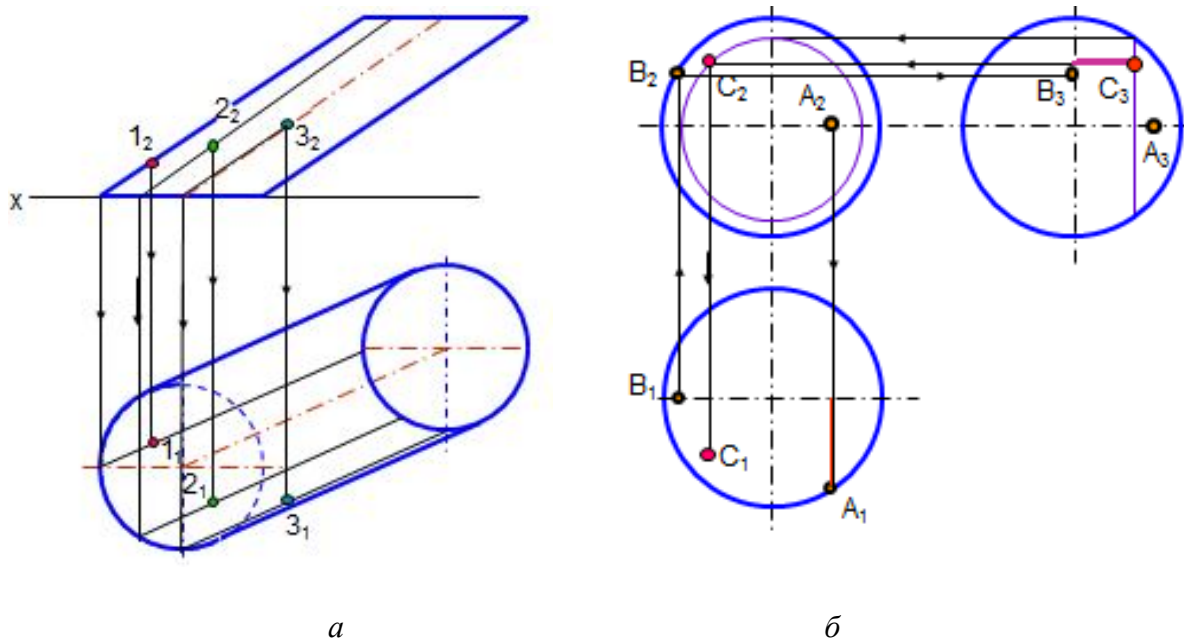 1₂
2₂
3₂
x
1₁
2₁
3₁
B₂
C₂
A₂
B₃
C₃
A₃
B₁
C₁
A₁
а
б